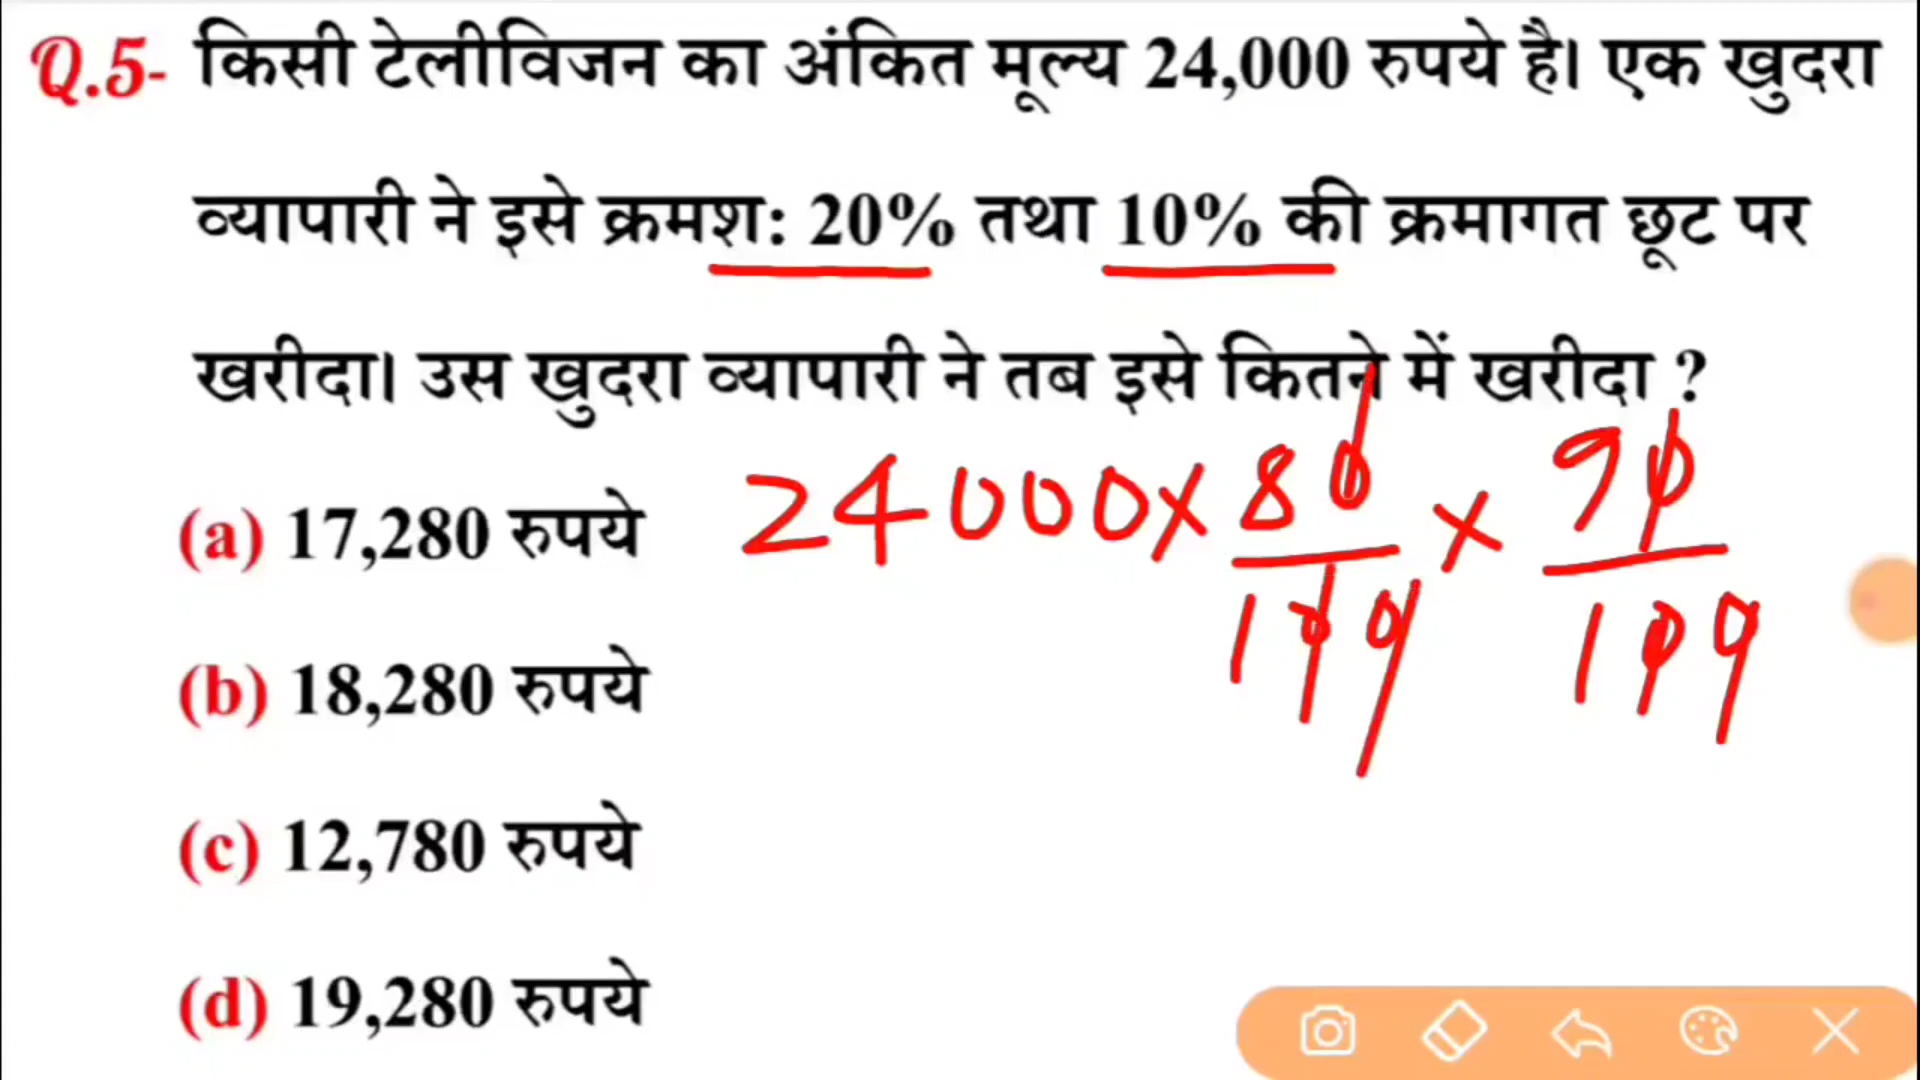 Q.5- किसी टेलीविजन का अंकित मूल्य 24,000 रुपये है। एक खुदरा
व्यापारी ने इसे क्रमश: 20% तथा 10% की क्रमागत छूट पर
खरीदा। उस खुदरा व्यापारी ने तब इसे कितने में खरीदा ?
24000 × 80/100 × 90/100
(a) 17,280 रुपये
(b) 18,280 रुपये
(c) 12,780 रुपये
(d) 19,280 रुपये